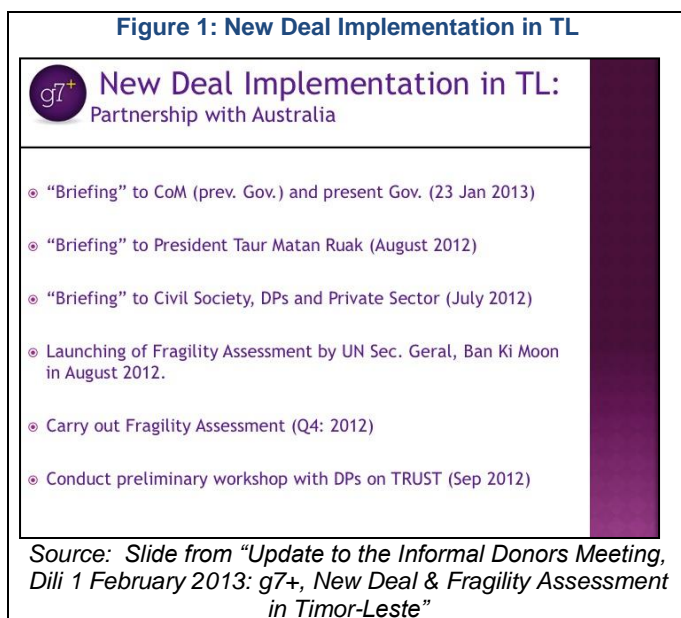 Figure 1: New Deal Implementation in TL
g7+
New Deal Implementation in TL:
Partnership with Australia
“Briefing” to CoM (prev. Gov.) and present Gov. (23 Jan 2013)
“Briefing” to President Taur Matan Ruak (August 2012)
“Briefing” to Civil Society, DPs and Private Sector (July 2012)
Launching of Fragility Assessment by UN Sec. Geral, Ban Ki Moon
in August 2012.
Carry out Fragility Assessment (Q4: 2012)
Conduct preliminary workshop with DPs on TRUST (Sep 2012)
Source: Slide from “Update to the Informal Donors Meeting,
Dili 1 February 2013: g7+, New Deal & Fragility Assessment
in Timor-Leste”